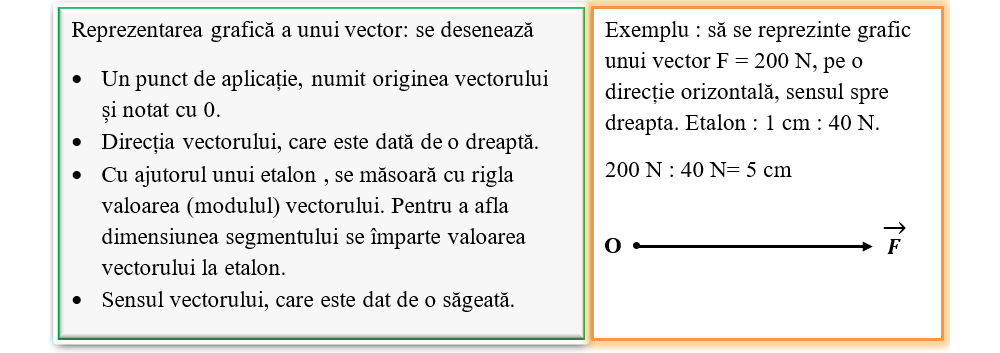 Reprezentarea grafică a unui vector: se desenează
• Un punct de aplicație, numit originea vectorului
și notat cu 0.
• Direcția vectorului, care este dată de o dreaptă.
• Cu ajutorul unui etalon , se măsoară cu rigla
valoarea (modulul) vectorului. Pentru a afla
dimensiunea segmentului se împarte valoarea
vectorului la etalon.
• Sensul vectorului, care este dat de o săgeată.
Exemplu : să se reprezinte grafic
unui vector F = 200 N, pe o
direcție orizontală, sensul spre
dreapta. Etalon : 1 cm : 40 N.
200 N : 40 N= 5 cm
O F⃗